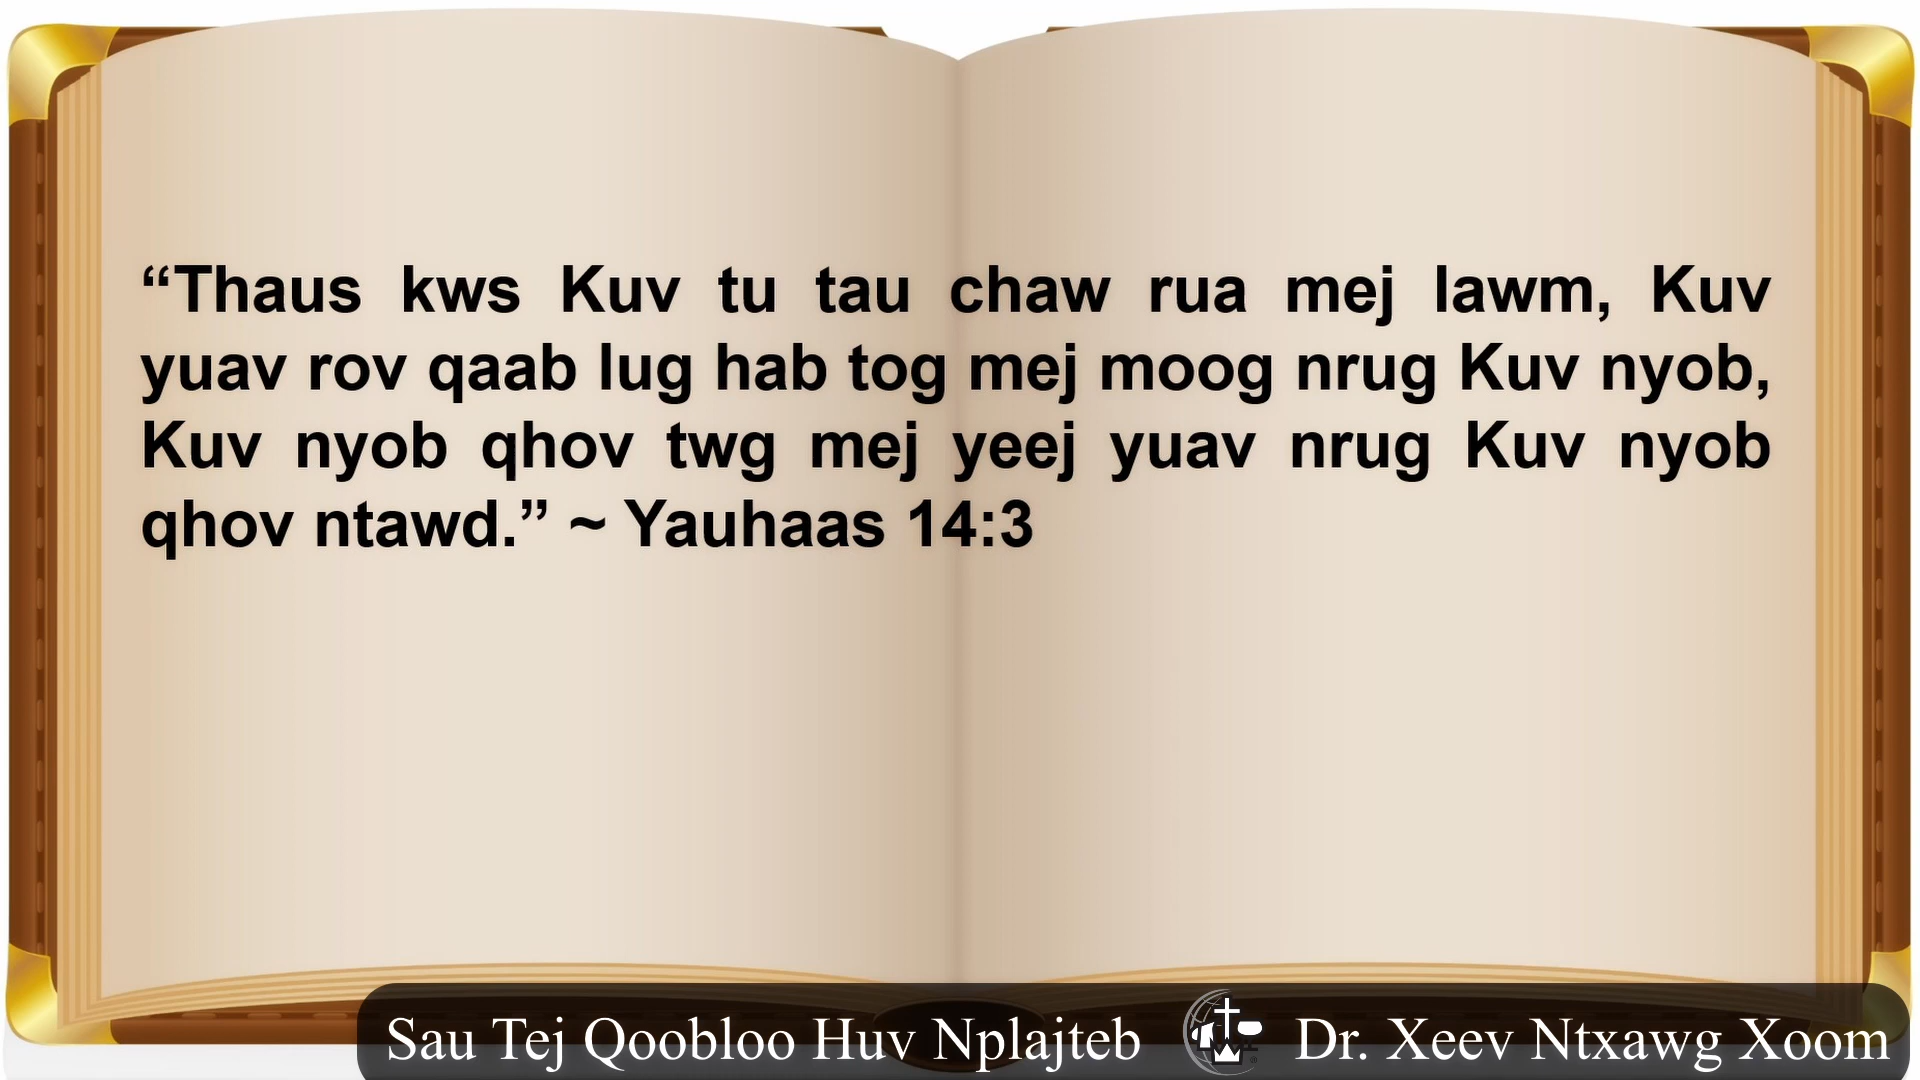 “Thaus kws Kuv tu tau chaw rua mej lawm, Kuv
yuav rov qaab lug hab tog mej moog nrug Kuv nyob,
Kuv nyob qhov twg mej yeej yuav nrug Kuv nyob
qhov ntawd.” ~ Yauhaas 14:3
Sau Tej Qoobloo Huv Nplajteb Dr. Xeev Ntxawg Xoom